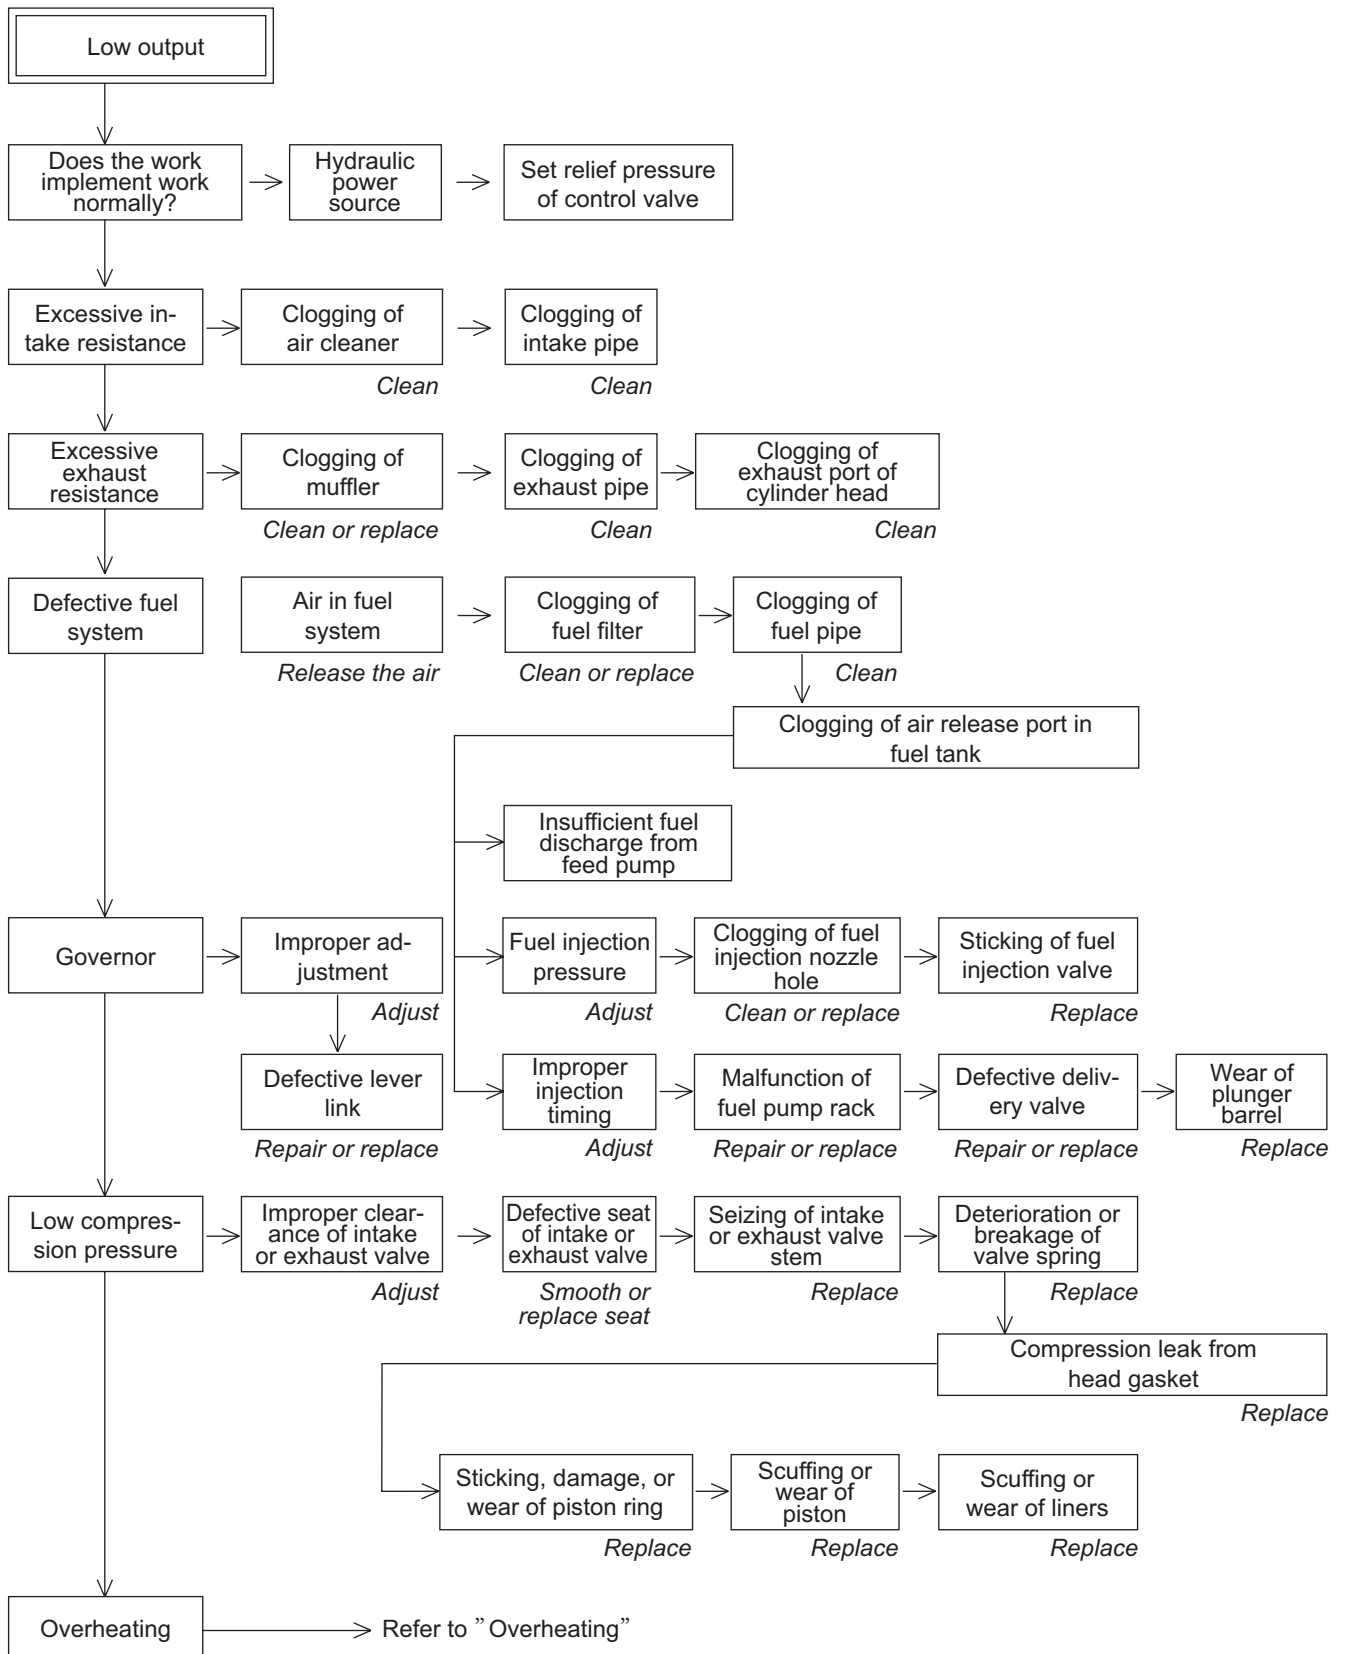 Low output
Does the work
implement work
normally?
Hydraulic
power
source
Set relief pressure
of control valve
Excessive in-
take resistance
Clogging of
air cleaner
Clean
Clogging of
intake pipe
Clean
Excessive
exhaust
resistance
Clogging of
muffler
Clean or replace
Clogging of
exhaust pipe
Clean
Clogging of
exhaust port of
cylinder head
Clean
Defective fuel
system
Air in fuel
system
Release the air
Clogging of
fuel filter
Clean or replace
Clogging of
fuel pipe
Clean
Clogging of air release port in
fuel tank
Insufficient fuel
discharge from
feed pump
Governor
Improper ad-
justment
Adjust
Fuel injection
pressure
Adjust
Clogging of fuel
injection nozzle
hole
Clean or replace
Sticking of fuel
injection valve
Replace
Defective lever
link
Repair or replace
Improper
injection
timing
Adjust
Malfunction of
fuel pump rack
Repair or replace
Defective deliv-
ery valve
Repair or replace
Wear of
plunger
barrel
Replace
Low compres-
sion pressure
Improper clear-
ance of intake
or exhaust valve
Adjust
Defective seat
of intake or
exhaust valve
Smooth or
replace seat
Seizing of intake
or exhaust valve
stem
Replace
Deterioration or
breakage of
valve spring
Replace
Compression leak from
head gasket
Replace
Sticking, damage, or
wear of piston ring
Replace
Scuffing or
wear of
piston
Replace
Scuffing or
wear of liners
Replace
Overheating
Refer to ” Overheating”